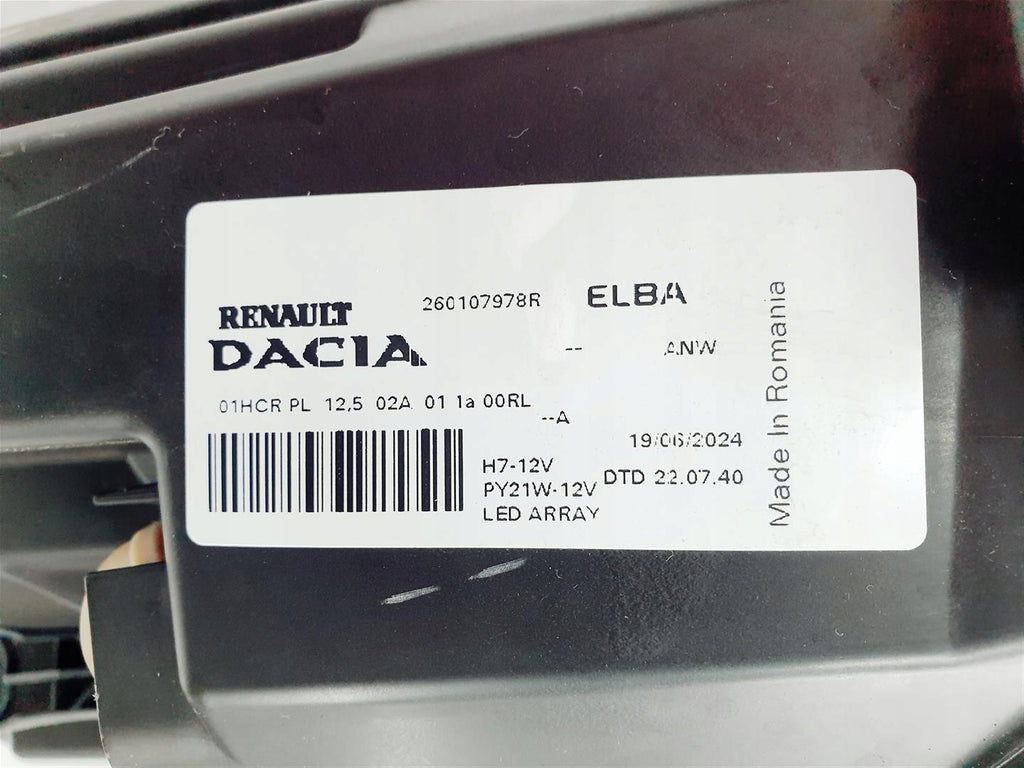 RENAULT
DACIA
260107978R
ELBA
-- ANW
01HCR PL 12,5 02A 01 1a 00RL
--A
19/06/2024
H7-12V
PY21W-12V
LED ARRAY
DTD 22.07.40
Made In Romania